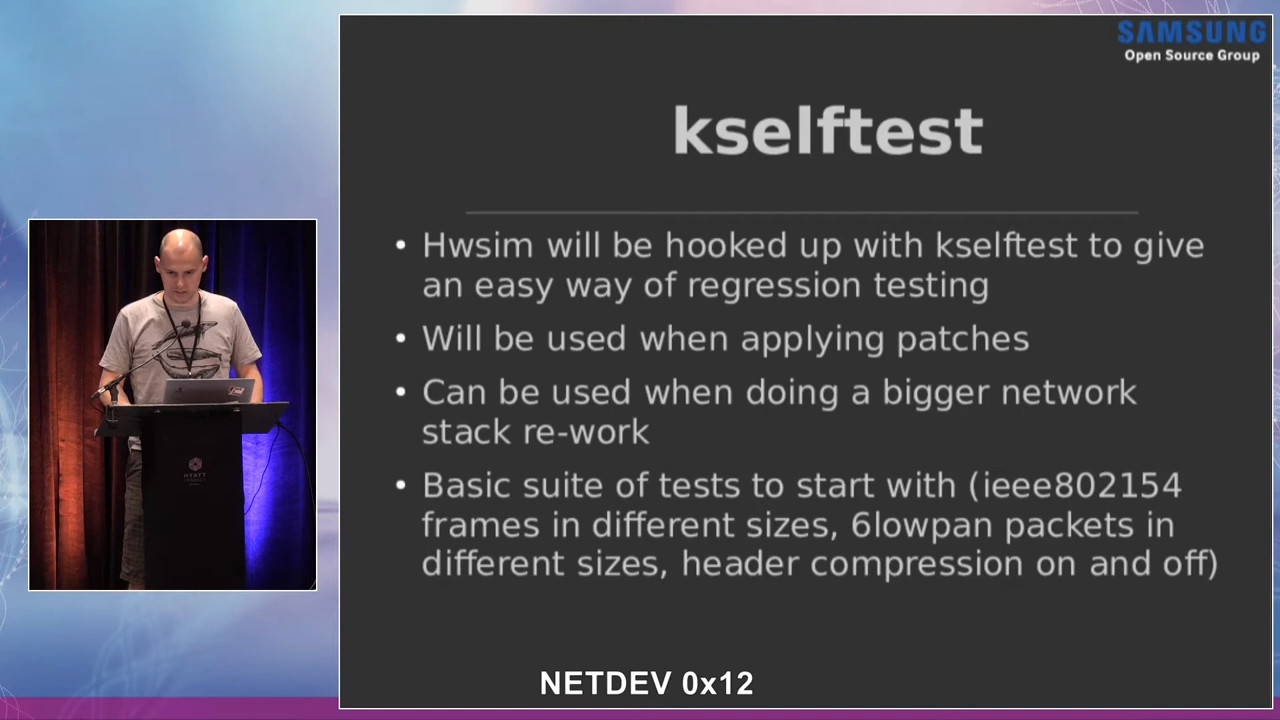 SAMSUNG
Open Source Group
kselftest
• Hwsim will be hooked up with kselftest to give
an easy way of regression testing
• Will be used when applying patches
• Can be used when doing a bigger network
stack re-work
• Basic suite of tests to start with (ieee802154
frames in different sizes, 6lowpan packets in
different sizes, header compression on and off)
HYATT
NETDEV 0x12